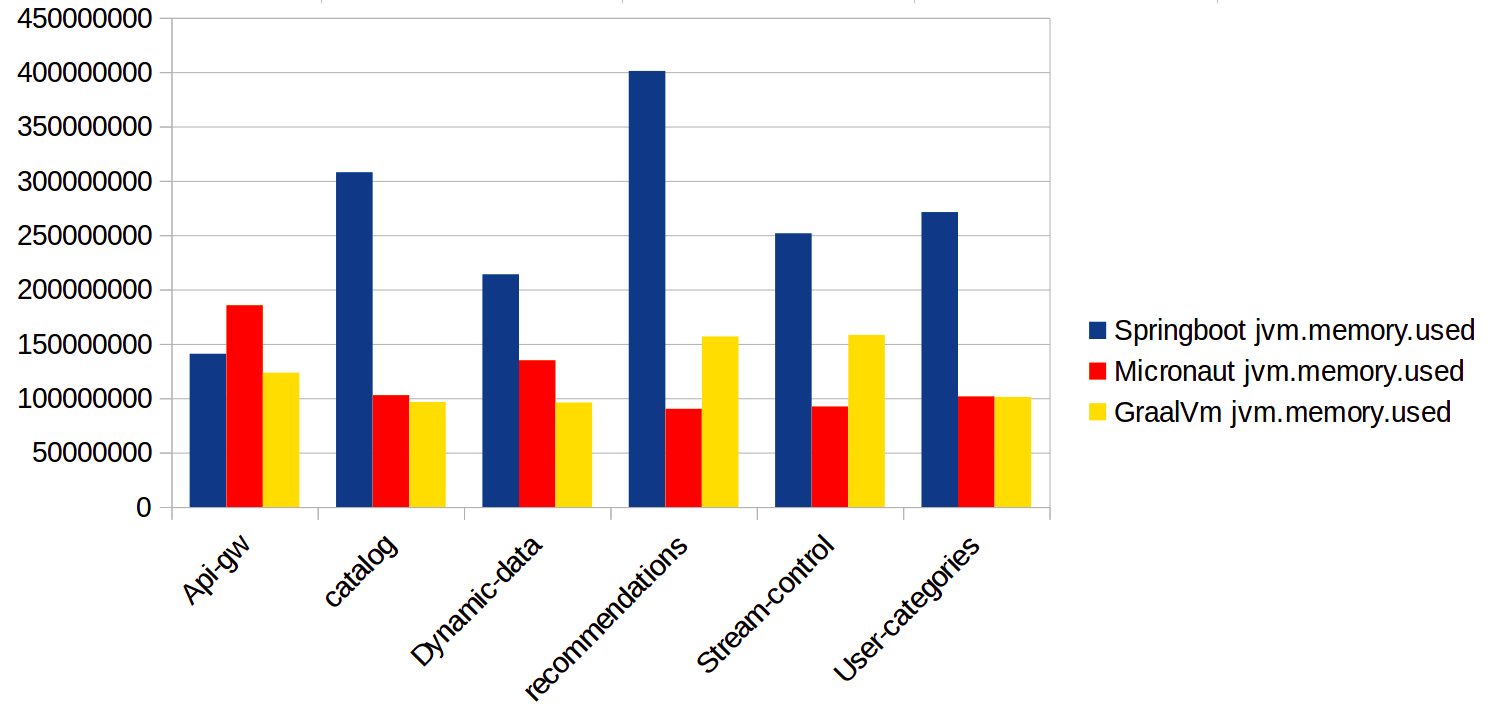 450000000
400000000
350000000
300000000
250000000
200000000
150000000
100000000
50000000
0
Api-gw
catalog
Dynamic-data
recommendations
Stream-control
User-categories
Springboot jvm.memory.used
Micronaut jvm.memory.used
GraalVm jvm.memory.used